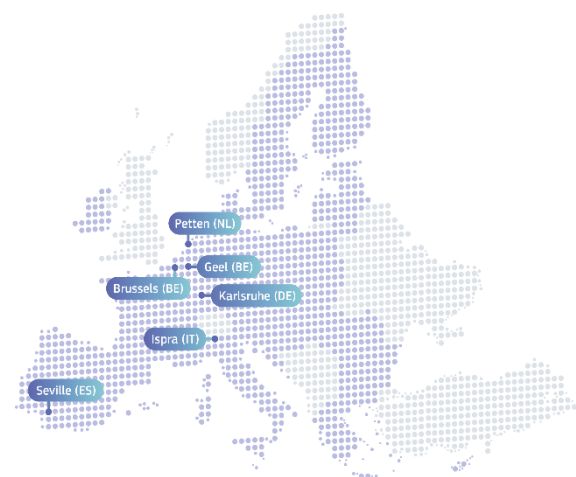 Petten (NL)
Geel (BE)
Brussels (BE)
Karlsruhe (DE)
Ispra (IT)
Seville (ES)